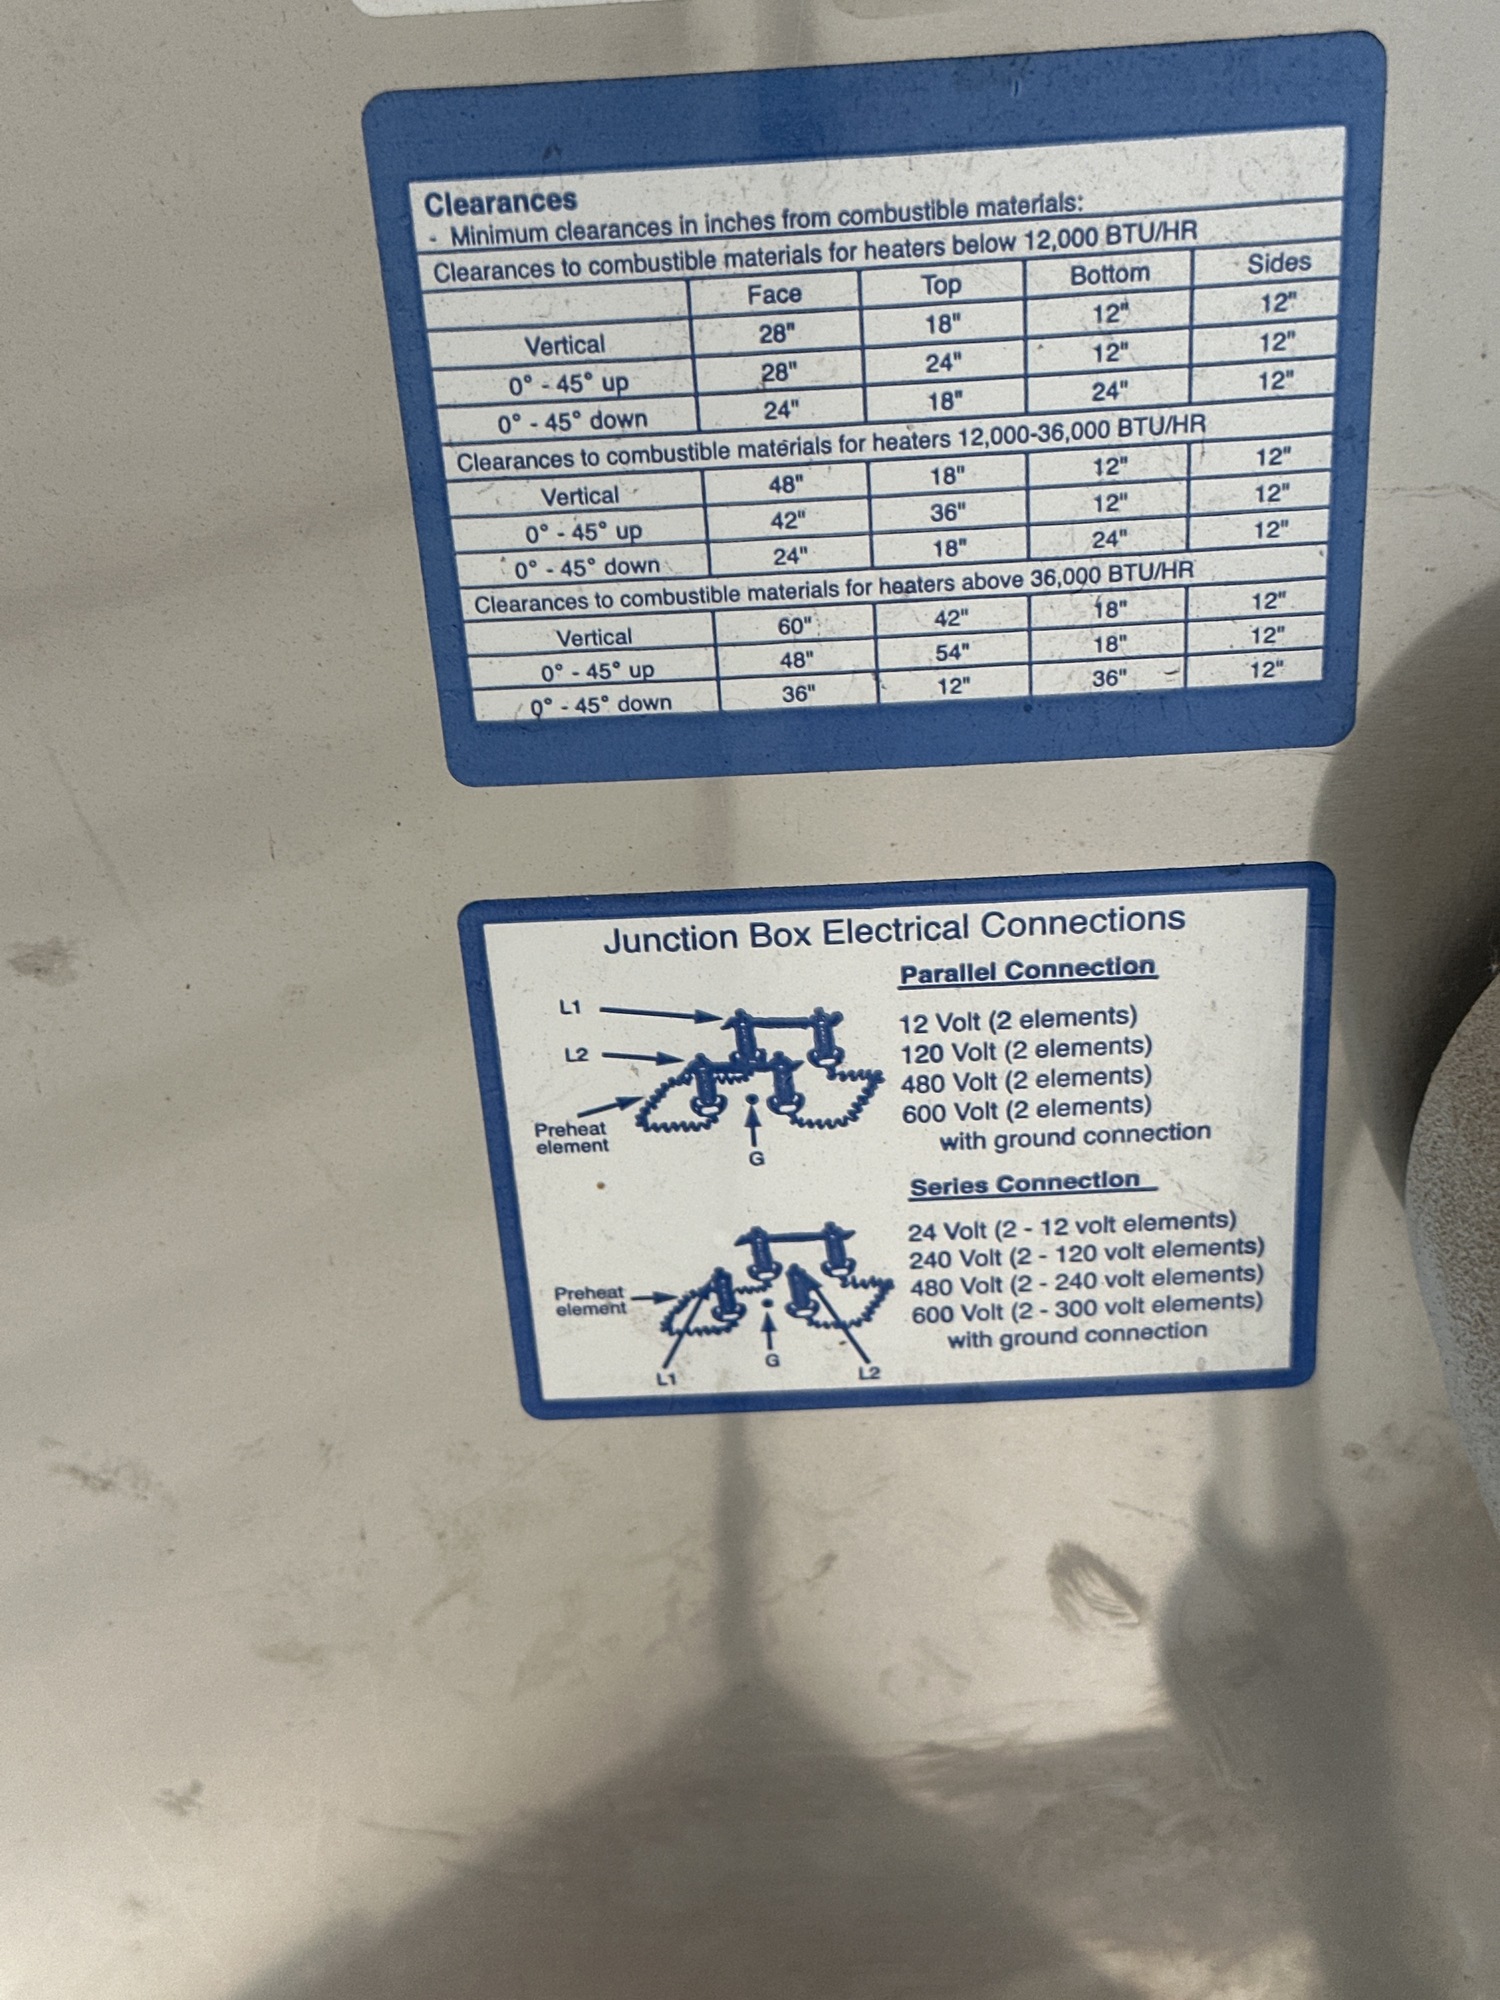 Clearances
- Minimum clearances in inches from combustible materials:
Clearances to combustible materials for heaters below 12,000 BTU/HR
Face Top Bottom Sides
Vertical 28" 18" 12" 12"
0° - 45° up 28" 24" 12" 12"
0° - 45° down 24" 18" 24" 12"
Clearances to combustible materials for heaters 12,000-36,000 BTU/HR
Vertical 48" 18" 12" 12"
0° - 45° up 42" 36" 12" 12"
0° - 45° down 24" 18" 24" 12"
Clearances to combustible materials for heaters above 36,000 BTU/HR
Vertical 60" 42" 18" 12"
0° - 45° up 48" 54" 18" 12"
0° - 45° down 36" 12" 36" 12"
Junction Box Electrical Connections
Parallel Connection
L1
L2
Preheat
element
G
12 Volt (2 elements)
120 Volt (2 elements)
480 Volt (2 elements)
600 Volt (2 elements)
with ground connection
Series Connection
24 Volt (2 - 12 volt elements)
240 Volt (2 - 120 volt elements)
480 Volt (2 - 240 volt elements)
600 Volt (2 - 300 volt elements)
with ground connection
Preheat
element
L1
G
L2